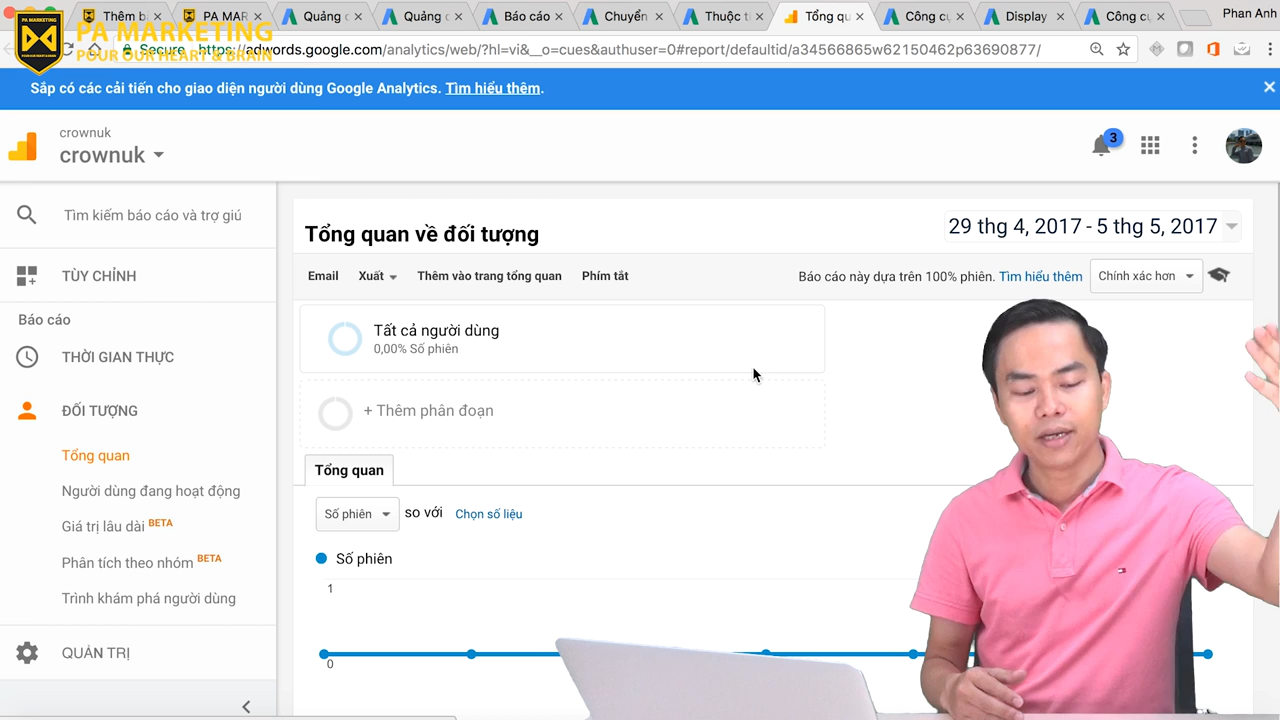 Thêm b
PA MAR
Quảng c
Quảng c
Báo cáo
Chuyển
Thuộc
Tổng qu
Công cụ
Display
Công cụ
Phan Anh
PA MARKETING
POUR OUR HEART & BRAIN
Secure
https://adwords.google.com/analytics/web/?hl=vi&__o=cues&authuser=0#report
a34566865w62150462p63690877/
Sắp có các cải tiến cho giao diện người dùng Google Analytics. Tìm hiểu thêm.
crownuk
crownuk
3
Tìm kiếm báo cáo và trợ giú
TÙY CHỈNH
Báo cáo
THỜI GIAN THỰC
ĐỐI TƯỢNG
Tổng quan
Người dùng đang hoạt động
Giá trị lâu dài BETA
Phân tích theo nhóm BETA
Trình khám phá người dùng
QUẢN TRỊ
Tổng quan về đối tượng
29 thg 4, 2017 - 5 thg 5, 2017
Email Xuất Thêm vào trang tổng quan Phím tắt
Báo cáo này dựa trên 100% phiên. Tìm hiểu thêm Chính xác hơn
Tất cả người dùng
0,00% Số phiên
+ Thêm phân đoạn
Tổng quan
Số phiên so với Chọn số liệu
Số phiên
1
0